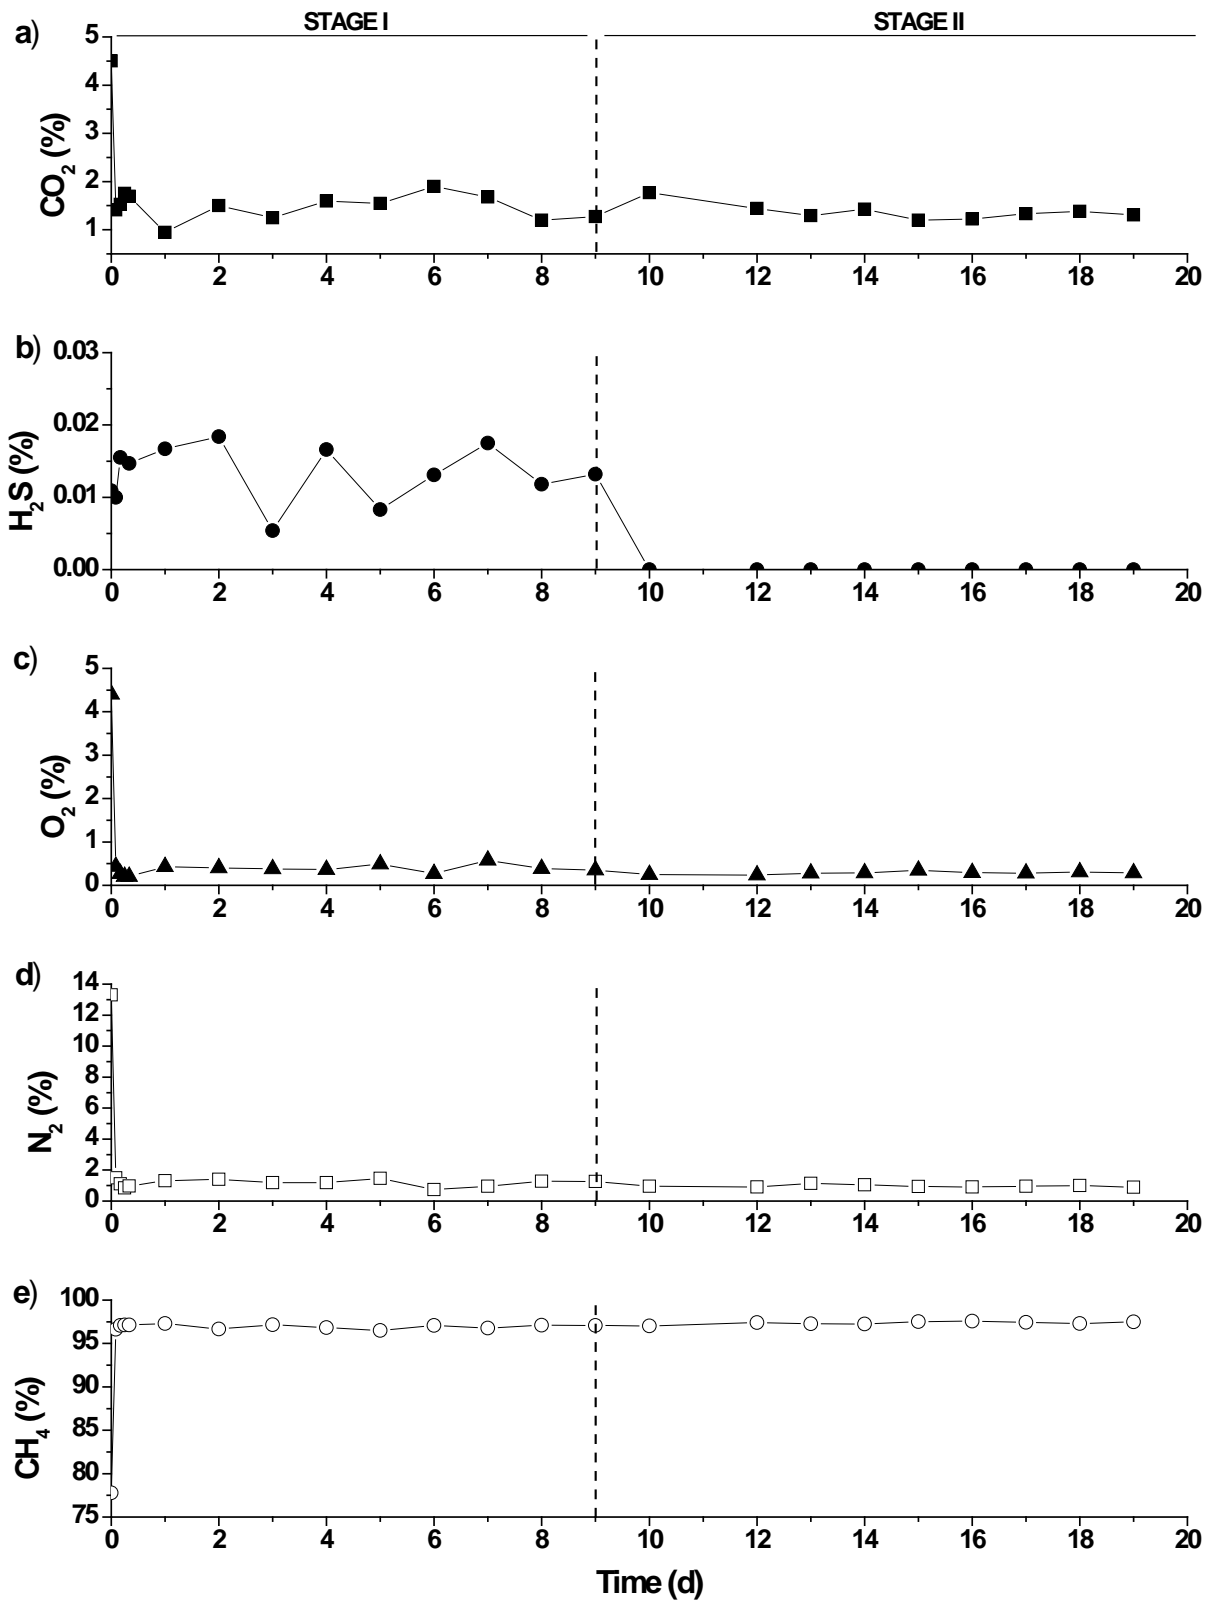 STAGE I STAGE II
a)
5
4
3
2
1
CO₂ (%)
0 2 4 6 8 10 12 14 16 18 20
b)
0.03
0.02
0.01
0.00
H₂S (%)
0 2 4 6 8 10 12 14 16 18 20
c)
5
4
3
2
1
0
O₂ (%)
0 2 4 6 8 10 12 14 16 18 20
d)
14
12
10
8
6
4
2
0
N₂ (%)
0 2 4 6 8 10 12 14 16 18 20
e)
100
95
90
85
80
75
CH₄ (%)
0 2 4 6 8 10 12 14 16 18 20
Time (d)